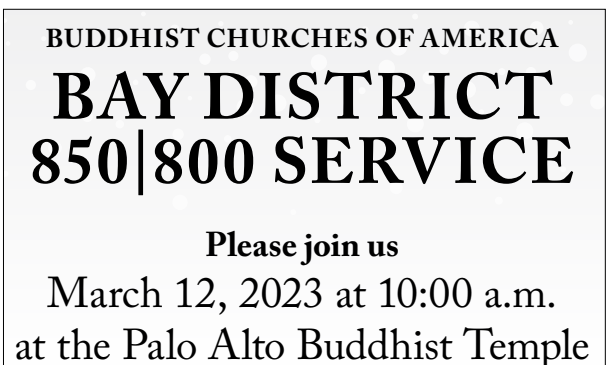 BUDDHIST CHURCHES OF AMERICA
BAY DISTRICT
850|800 SERVICE
Please join us
March 12, 2023 at 10:00 a.m.
at the Palo Alto Buddhist Temple